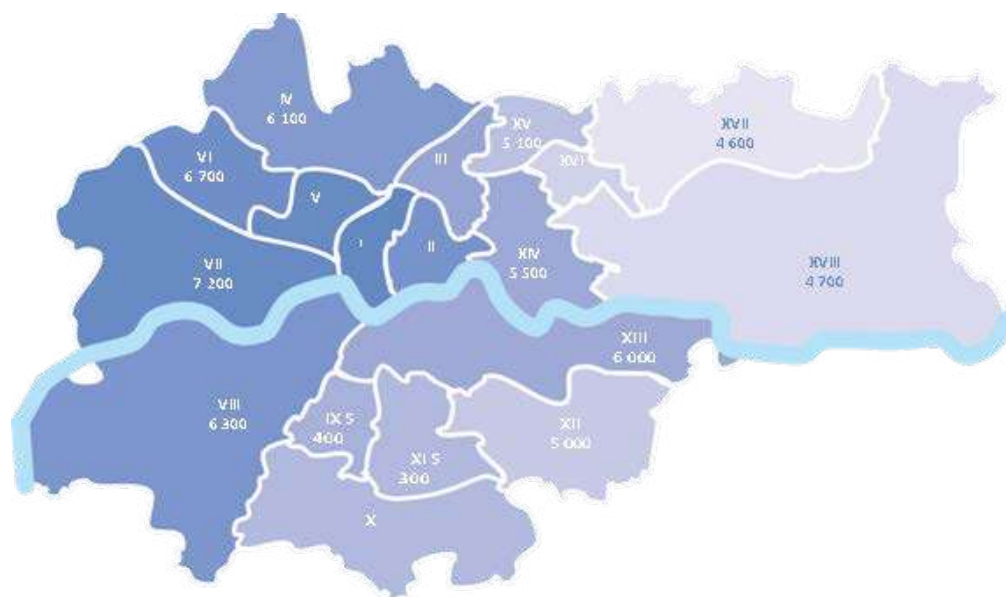 IV
6 100
XV
5 100
XVII
4 600
III
XVI
VI
6 700
V
I
II
XIV
5 500
VII
7 200
XVIII
4 700
XIII
6 000
VIII
6 300
IX 5
400
XII
5 000
XI 5
300
X